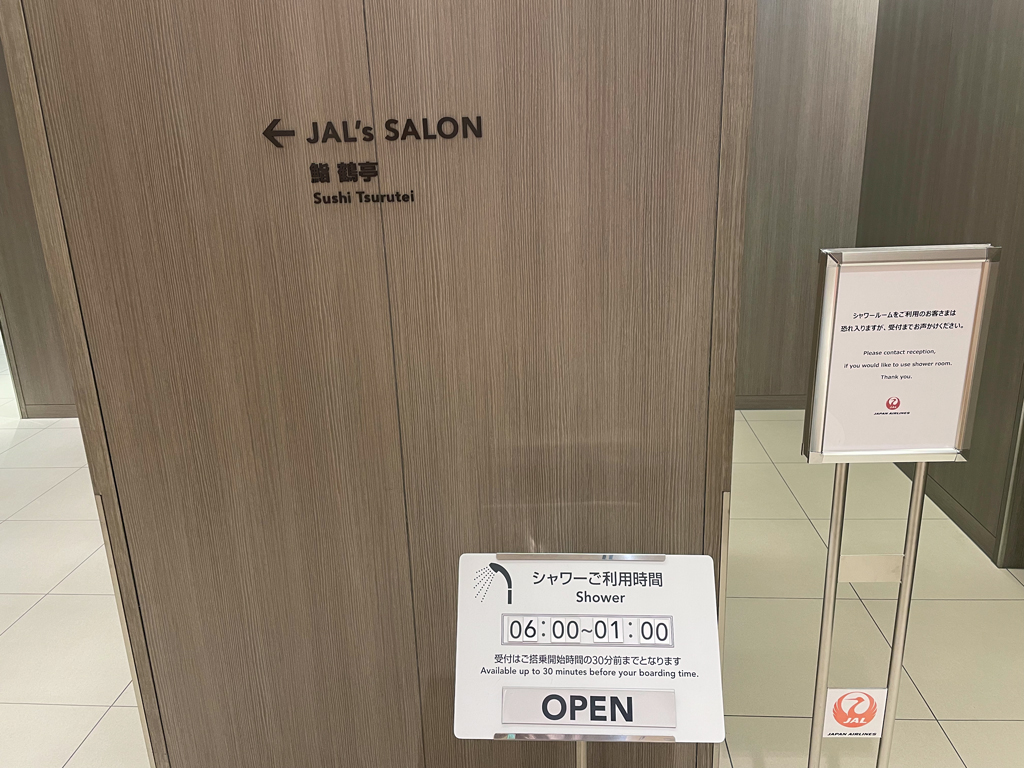 ← JAL's SALON
鮨 鶴亭
Sushi Tsurutei
シャワールームをご利用のお客さまは
恐れ入りますが、受付までお声かけください。
Please contact reception,
if you would like to use shower room.
Thank you.
JAL
JAPAN AIRLINES
シャワーご利用時間
Shower
06:00~01:00
受付はご搭乗開始時間の30分前までとなります
Available up to 30 minutes before your boarding time.
OPEN
JAL
JAPAN AIRLINES